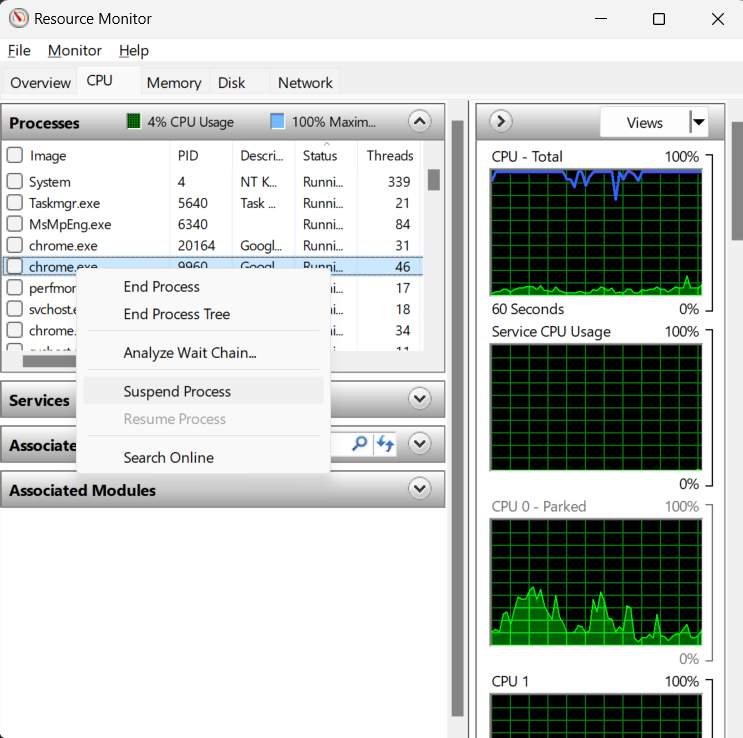 Resource Monitor
File Monitor Help
Overview CPU Memory Disk Network
Processes 4% CPU Usage 100% Maxim...
Image PID Descri... Status Threads
System 4 NT K... Runni... 339
Taskmgr.exe 5640 Task ... Runni... 21
MsMpEng.exe 6340 Runni... 84
chrome.exe 20164 Googl... Runni... 31
chrome.exe 9960 Googl... Runni... 46
perfmor 17
svchost.e 18
chrome. 34
End Process
End Process Tree
Analyze Wait Chain...
Suspend Process
Resume Process
Search Online
Services
Associate
Associated Modules
Views
CPU - Total 100%
60 Seconds 0%
Service CPU Usage 100%
0%
CPU 0 - Parked 100%
0%
CPU 1 100%